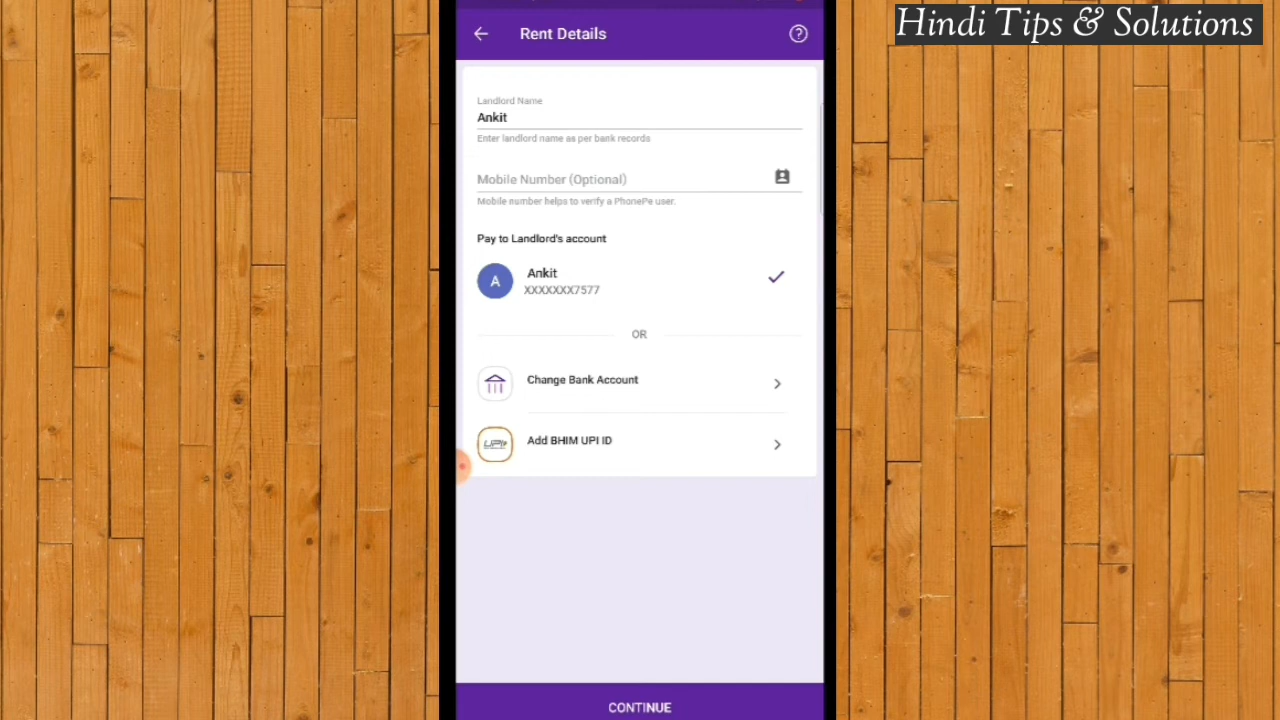 Hindi Tips & Solutions
Rent Details
Landlord Name
Ankit
Enter landlord name as per bank records
Mobile Number (Optional)
Mobile number helps to verify a PhonePe user.
Pay to Landlord's account
A
Ankit
XXXXXXX7577
OR
Change Bank Account
UPI
Add BHIM UPI ID
CONTINUE